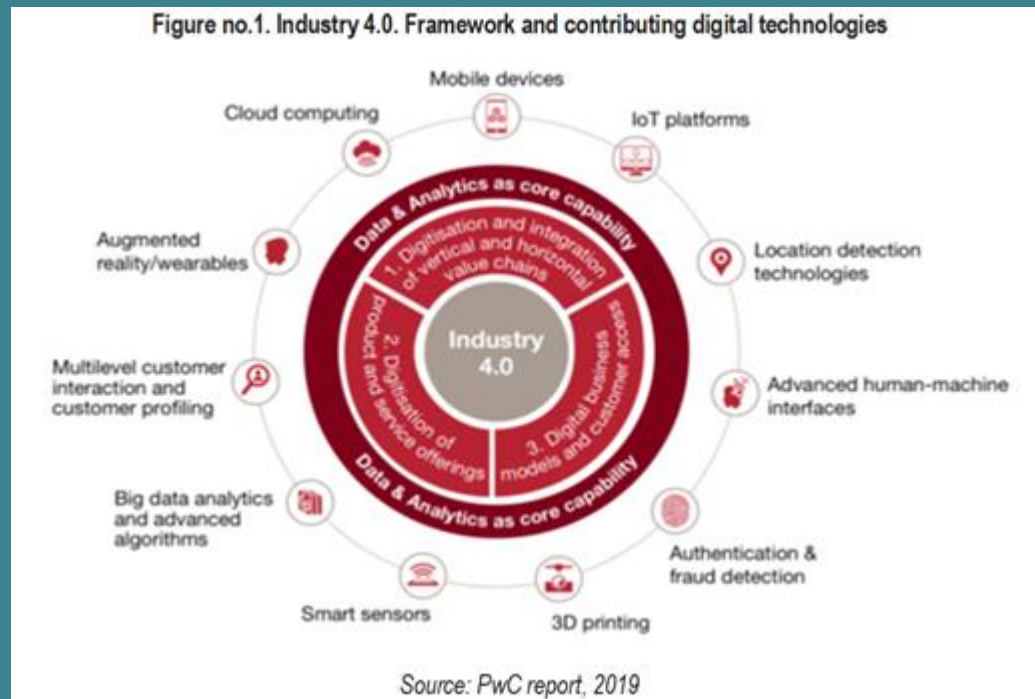 Figure no.1. Industry 4.0. Framework and contributing digital technologies
Mobile devices
Cloud computing
IoT platforms
Augmented
reality/wearables
Location detection
technologies
Multilevel customer
interaction and
customer profiling
Advanced human-machine
interfaces
Big data analytics
and advanced
algorithms
Authentication &
fraud detection
Smart sensors
3D printing
Data & Analytics as core capability
1. Digitisation and integration
of vertical and horizontal
value chains
2. Digitisation of
product and service offerings
3. Digital business
models and customer access
Industry
4.0
Data & Analytics as core capability
Source: PwC report, 2019